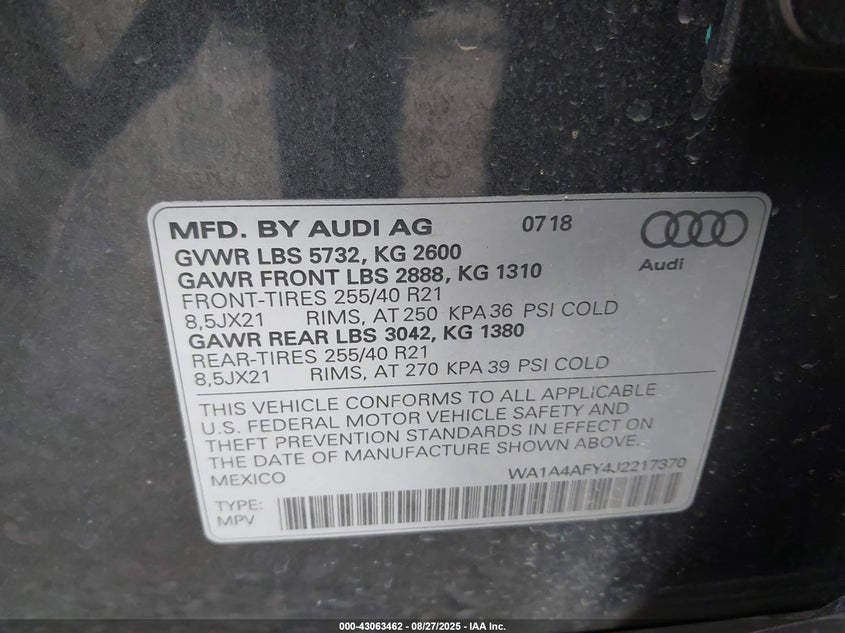 MFD. BY AUDI AG 0718
GVWR LBS 5732, KG 2600
GAWR FRONT LBS 2888, KG 1310
Audi
FRONT-TIRES 255/40 R21
8,5JX21 RIMS, AT 250 KPA 36 PSI COLD
GAWR REAR LBS 3042, KG 1380
REAR-TIRES 255/40 R21
8,5JX21 RIMS, AT 270 KPA 39 PSI COLD
THIS VEHICLE CONFORMS TO ALL APPLICABLE
U.S. FEDERAL MOTOR VEHICLE SAFETY AND
THEFT PREVENTION STANDARDS IN EFFECT ON
THE DATE OF MANUFACTURE SHOWN ABOVE.
MEXICO WA1A4AFY4J2217370
TYPE:
MPV
000-43063462 - 08/27/2025 - IAA Inc.